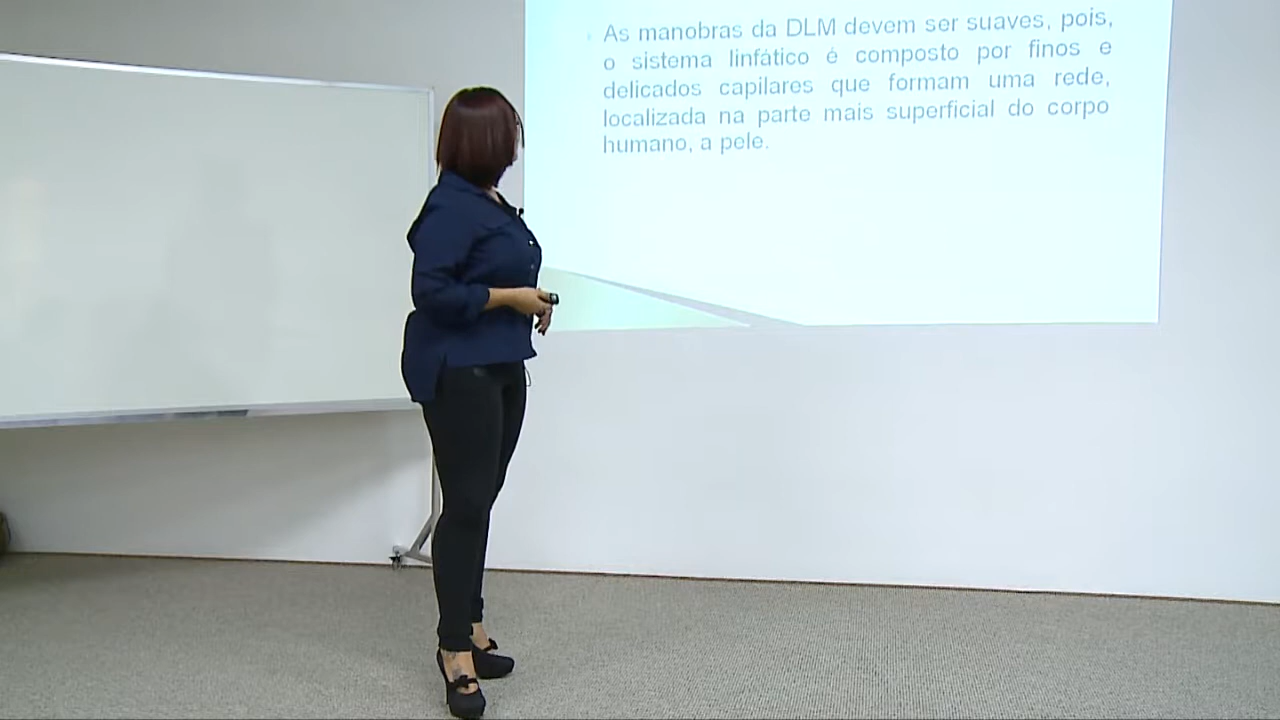 As manobras da DLM devem ser suaves, pois,
o sistema linfático é composto por finos e
delicados capilares que formam uma rede,
localizada na parte mais superficial do corpo
humano, a pele.